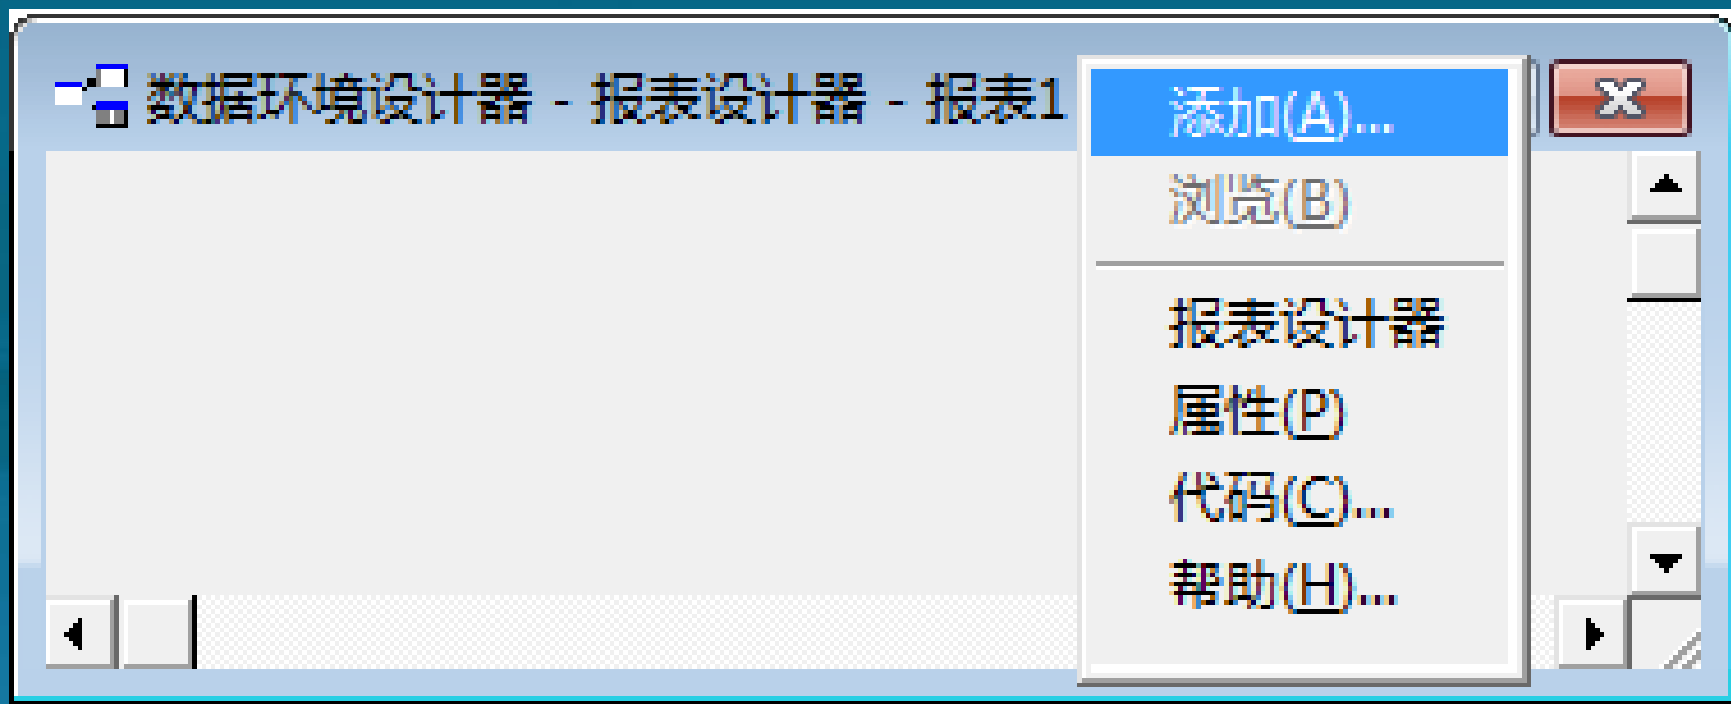 数据环境设计器 - 报表设计器 - 报表1
添加(A)...
浏览(B)
报表设计器
属性(P)
代码(C)...
帮助(H)...